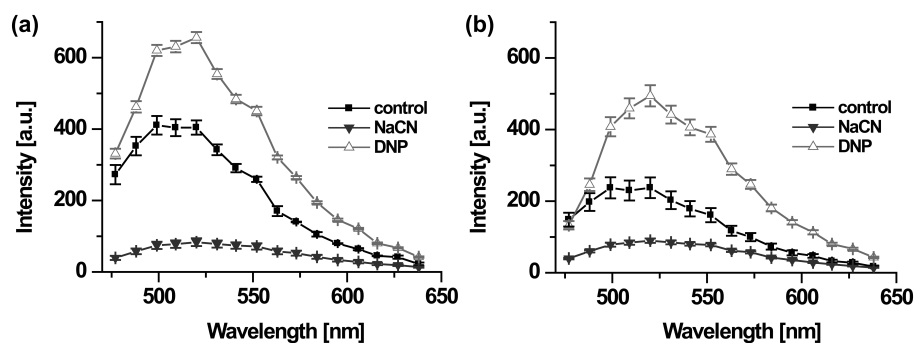 (a)
Intensity [a.u.]
600
400
200
0
control
NaCN
DNP
500
550
600
650
Wavelength [nm]
(b)
Intensity [a.u.]
600
400
200
0
control
NaCN
DNP
500
550
600
650
Wavelength [nm]